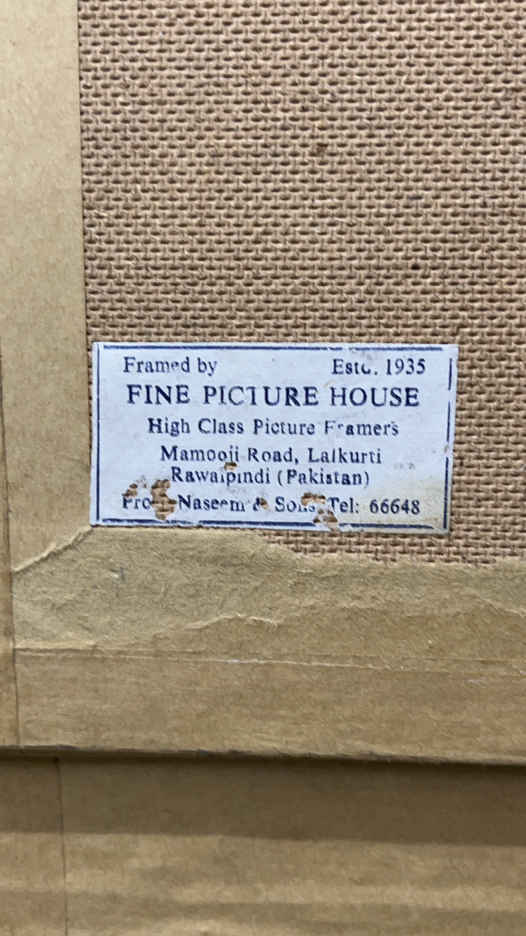 Framed by Estd. 1935
FINE PICTURE HOUSE
High Class Picture Framers
Mamooji Road, Lalkurti
Rawalpindi (Pakistan)
Naseem & Sons Tel: 66648